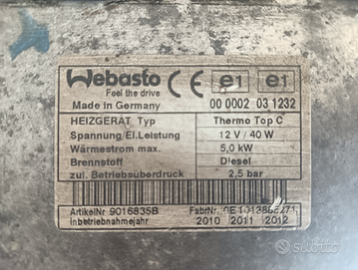 Webasto
Feel the drive
CE e1 e1
Made in Germany
00 0002 03 1232
HEIZGERÄT Typ Thermo Top C
Spannung/El.Leistung 12 V / 40 W
Wärmestrom max. 5,0 kW
Brennstoff Diesel
zul. Betriebsüberdruck 2,5 bar
ArtikelNr 9016835B FabrNr.
Inbetriebnahmejahr 2010 2011 2012
subito